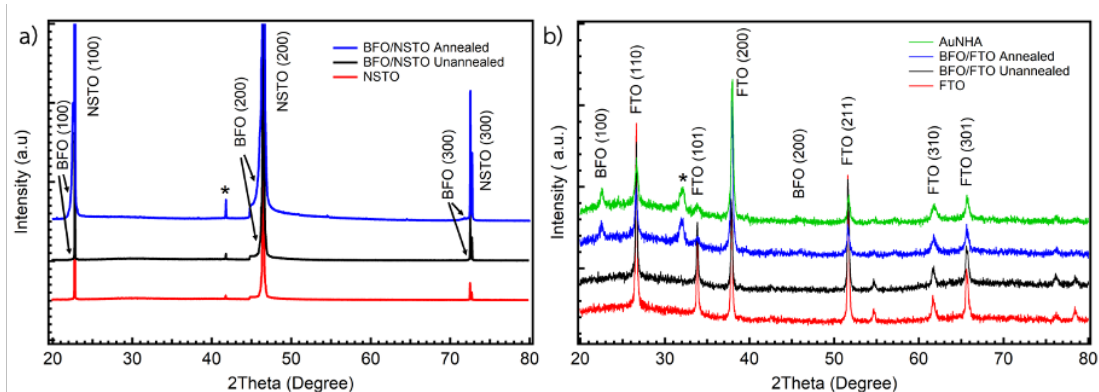 a)
Intensity (a.u)
BFO (100)
NSTO (100)
*
BFO (200)
NSTO (200)
BFO/NSTO Annealed
BFO/NSTO Unannealed
NSTO
BFO (300)
NSTO (300)
20 30 40 50 60 70 80
2Theta (Degree)
b)
Intensity ( a.u.)
BFO (100)
FTO (110)
*
FTO (101)
FTO (200)
BFO (200)
FTO (211)
FTO (310)
FTO (301)
AuNHA
BFO/FTO Annealed
BFO/FTO Unannealed
FTO
20 30 40 50 60 70 80
2Theta (Degree)